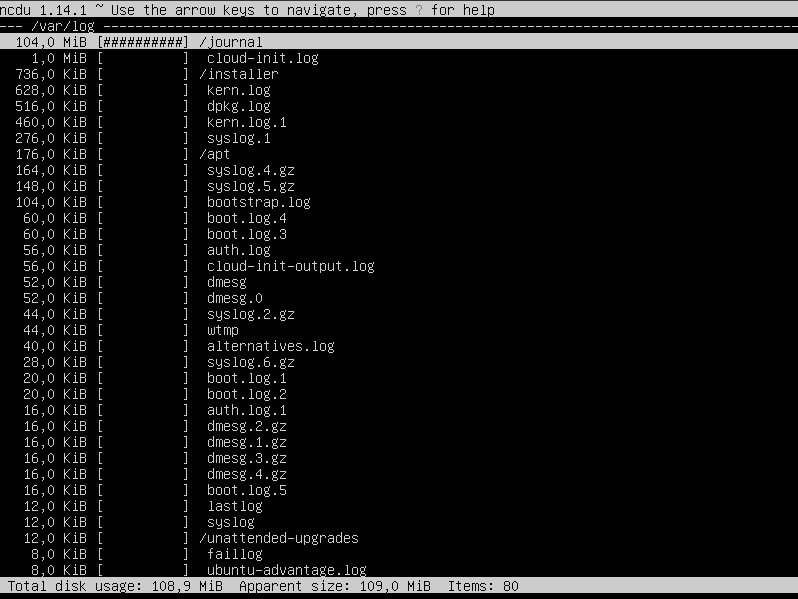 ncdu 1.14.1 ~ Use the arrow keys to navigate, press ? for help
--- /var/log ---------------------------------------------------------------------------------------
104,0 MiB [##########] /journal
1,0 MiB [          ]  cloud-init.log
736,0 KiB [          ] /installer
628,0 KiB [          ]  kern.log
516,0 KiB [          ]  dpkg.log
460,0 KiB [          ]  kern.log.1
276,0 KiB [          ]  syslog.1
176,0 KiB [          ] /apt
164,0 KiB [          ]  syslog.4.gz
148,0 KiB [          ]  syslog.5.gz
104,0 KiB [          ]  bootstrap.log
60,0 KiB [          ]  boot.log.4
60,0 KiB [          ]  boot.log.3
56,0 KiB [          ]  auth.log
56,0 KiB [          ]  cloud-init-output.log
52,0 KiB [          ]  dmesg
52,0 KiB [          ]  dmesg.0
44,0 KiB [          ]  syslog.2.gz
44,0 KiB [          ]  wtmp
40,0 KiB [          ]  alternatives.log
28,0 KiB [          ]  syslog.6.gz
20,0 KiB [          ]  boot.log.1
20,0 KiB [          ]  boot.log.2
16,0 KiB [          ]  auth.log.1
16,0 KiB [          ]  dmesg.2.gz
16,0 KiB [          ]  dmesg.1.gz
16,0 KiB [          ]  dmesg.3.gz
16,0 KiB [          ]  dmesg.4.gz
16,0 KiB [          ]  boot.log.5
12,0 KiB [          ]  lastlog
12,0 KiB [          ]  syslog
12,0 KiB [          ] /unattended-upgrades
8,0 KiB [          ]  faillog
8,0 KiB [          ]  ubuntu-advantage.log
Total disk usage: 108,9 MiB  Apparent size: 109,0 MiB  Items: 80